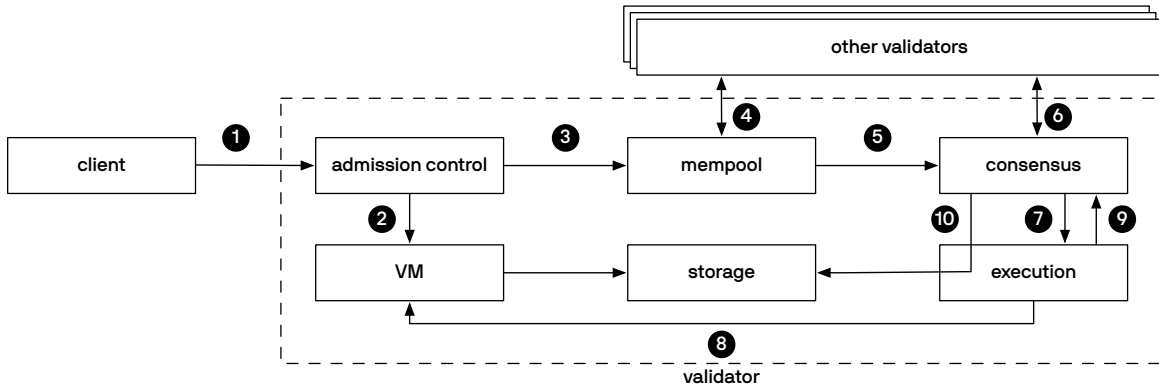 other validators
1
3
4
5
6
client
admission control
mempool
consensus
2
10
7
9
VM
storage
execution
8
validator